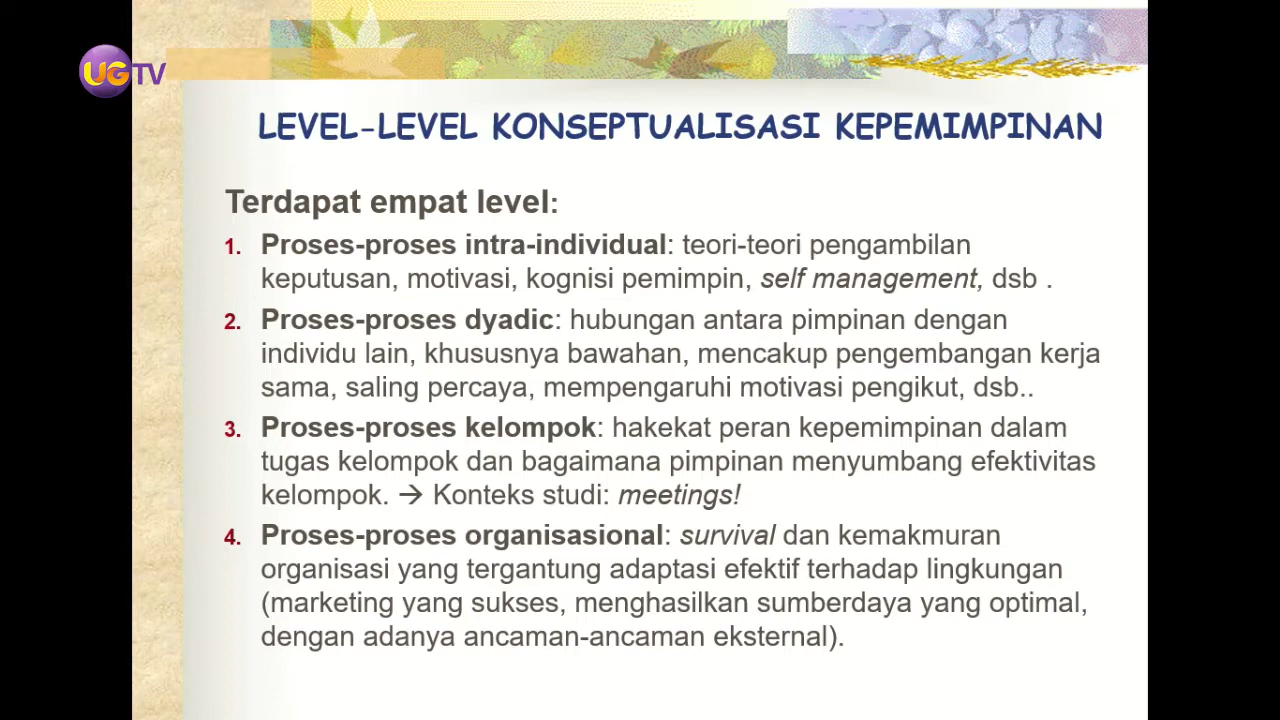 UGTV
LEVEL-LEVEL KONSEPTUALISASI KEPEMIMPINAN
Terdapat empat level:
1. Proses-proses intra-individual: teori-teori pengambilan
keputusan, motivasi, kognisi pemimpin, self management, dsb .
2. Proses-proses dyadic: hubungan antara pimpinan dengan
individu lain, khususnya bawahan, mencakup pengembangan kerja
sama, saling percaya, mempengaruhi motivasi pengikut, dsb..
3. Proses-proses kelompok: hakekat peran kepemimpinan dalam
tugas kelompok dan bagaimana pimpinan menyumbang efektivitas
kelompok. → Konteks studi: meetings!
4. Proses-proses organisasional: survival dan kemakmuran
organisasi yang tergantung adaptasi efektif terhadap lingkungan
(marketing yang sukses, menghasilkan sumberdaya yang optimal,
dengan adanya ancaman-ancaman eksternal).